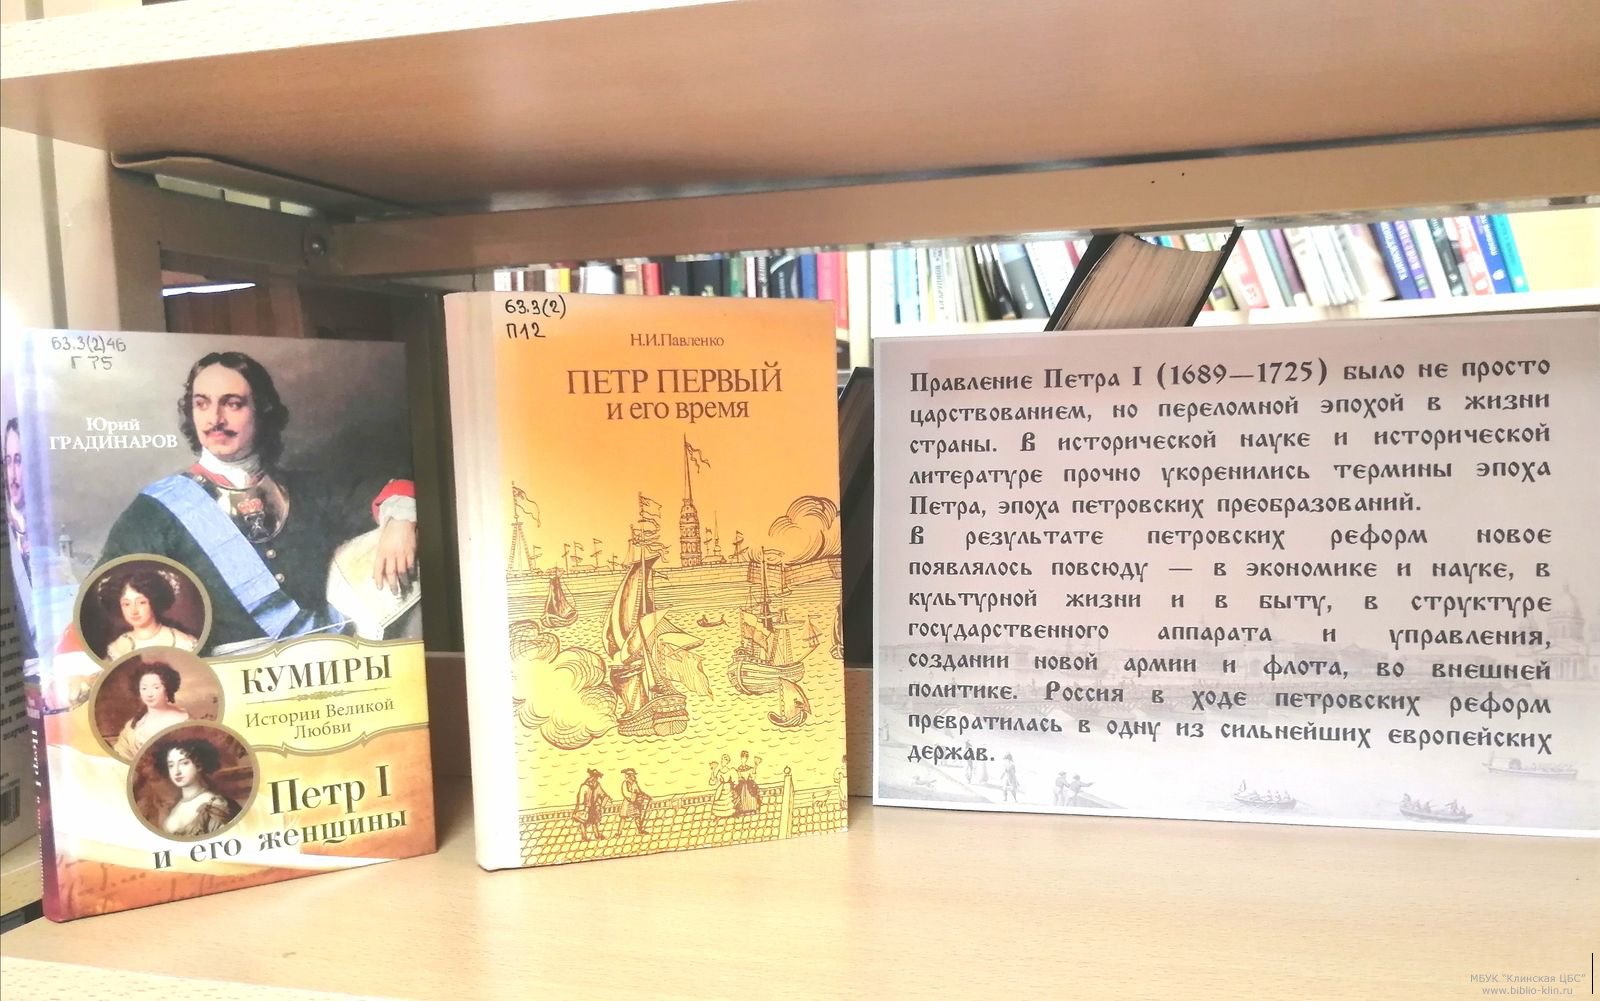 63.3(2)46
Г 75
Юрий
ГРАДИНАРОВ
КУМИРЫ
Истории Великой
Любви
Петр I
и его женщины
63.3(2)
П12
Н.И.Павленко
ПЕТР ПЕРВЫЙ
и его время
Правление Петра I (1689—1725) было не просто
царствованием, но переломной эпохой в жизни
страны. В исторической науке и исторической
литературе прочно укоренились термины эпоха
Петра, эпоха петровских преобразований.
В результате петровских реформ новое
появлялось повсюду — в экономике и науке, в
культурной жизни и в быту, в структуре
государственного аппарата и управления,
создании новой армии и флота, во внешней
политике. Россия в ходе петровских реформ
превратилась в одну из сильнейших европейских
держав.
МБУК "Клинская ЦБС"
www.biblio-klin.ru